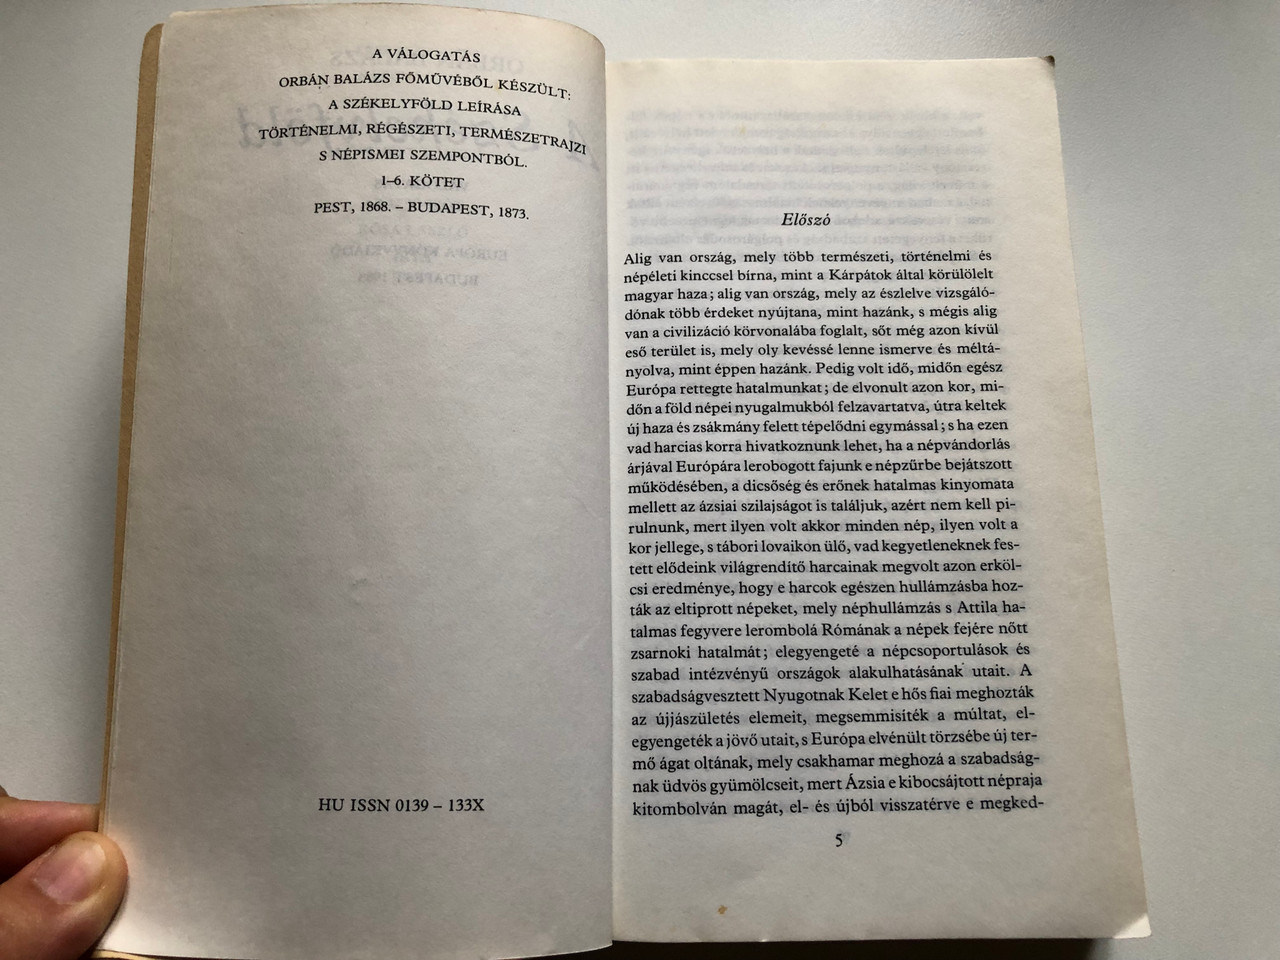 A VÁLOGATÁS
ORBÁN BALÁZS FŐMŰVÉBŐL KÉSZÜLT:
A SZÉKELYFÖLD LEÍRÁSA
TÖRTÉNELMI, RÉGÉSZETI, TERMÉSZETRAJZI
S NÉPISMEI SZEMPONTBÓL.
1–6. KÖTET
PEST, 1868. – BUDAPEST, 1873.
HU ISSN 0139 – 133X
Előszó
Alig van ország, mely több természeti, történelmi és
népéleti kinccsel bírna, mint a Kárpátok által körülölelt
magyar haza; alig van ország, mely az észlelve vizsgáló-
dónak több érdeket nyújtana, mint hazánk, s mégis alig
van a civilizáció körvonalába foglalt, sőt még azon kívül
eső terület is, mely oly kevéssé lenne ismerve és méltá-
nyolva, mint éppen hazánk. Pedig volt idő, midőn egész
Európa rettegte hatalmunkat; de elvonult azon kor, mi-
dőn a föld népei nyugalmukból felzavartatva, útra keltek
új haza és zsákmány felett tépelődni egymással; s ha ezen
vad harcias korra hivatkoznunk lehet, ha a népvándorlás
árjával Európára lerobogott fajunk e népzűrbe bejátszott
működésében, a dicsőség és erőnek hatalmas kinyomata
mellett az ázsiai szilajságot is találjuk, azért nem kell pi-
rulnunk, mert ilyen volt akkor minden nép, ilyen volt a
kor jellege, s tábori lovaikon ülő, vad kegyetleneknek fes-
tett elődeink világrendítő harcainak megvolt azon erköl-
csi eredménye, hogy e harcok egészen hullámzásba hoz-
ták az eltiprott népeket, mely néphullámzás s Attila ha-
talmas fegyvere lerombolá Rómának a népek fejére nőtt
zsarnoki hatalmát; elegyengeté a népcsoportulások és
szabad intézvényű országok alakulhatásának utait. A
szabadságvesztett Nyugotnak Kelet e hős fiai meghozták
az újjászületés elemeit, megsemmisíték a múltat, el-
egyengeték a jövő utait, s Európa elvénült törzsébe új ter-
mő ágat oltának, mely csakhamar meghozá a szabadság-
nak üdvös gyümölcseit, mert Ázsia e kibocsájtott népraja
kitombolván magát, el- és újból visszatérve e megked-
5